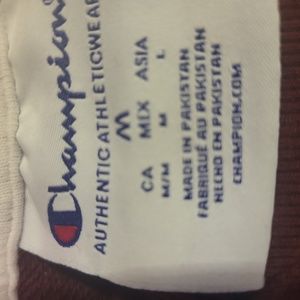 Champion®
AUTHENTIC ATHLETICWEAR
M
CA MEX ASIA
M/M M L
MADE IN PAKISTAN
FABRIQUÉ AU PAKISTAN
HECHO EN PAKISTAN
CHAMPION.COM